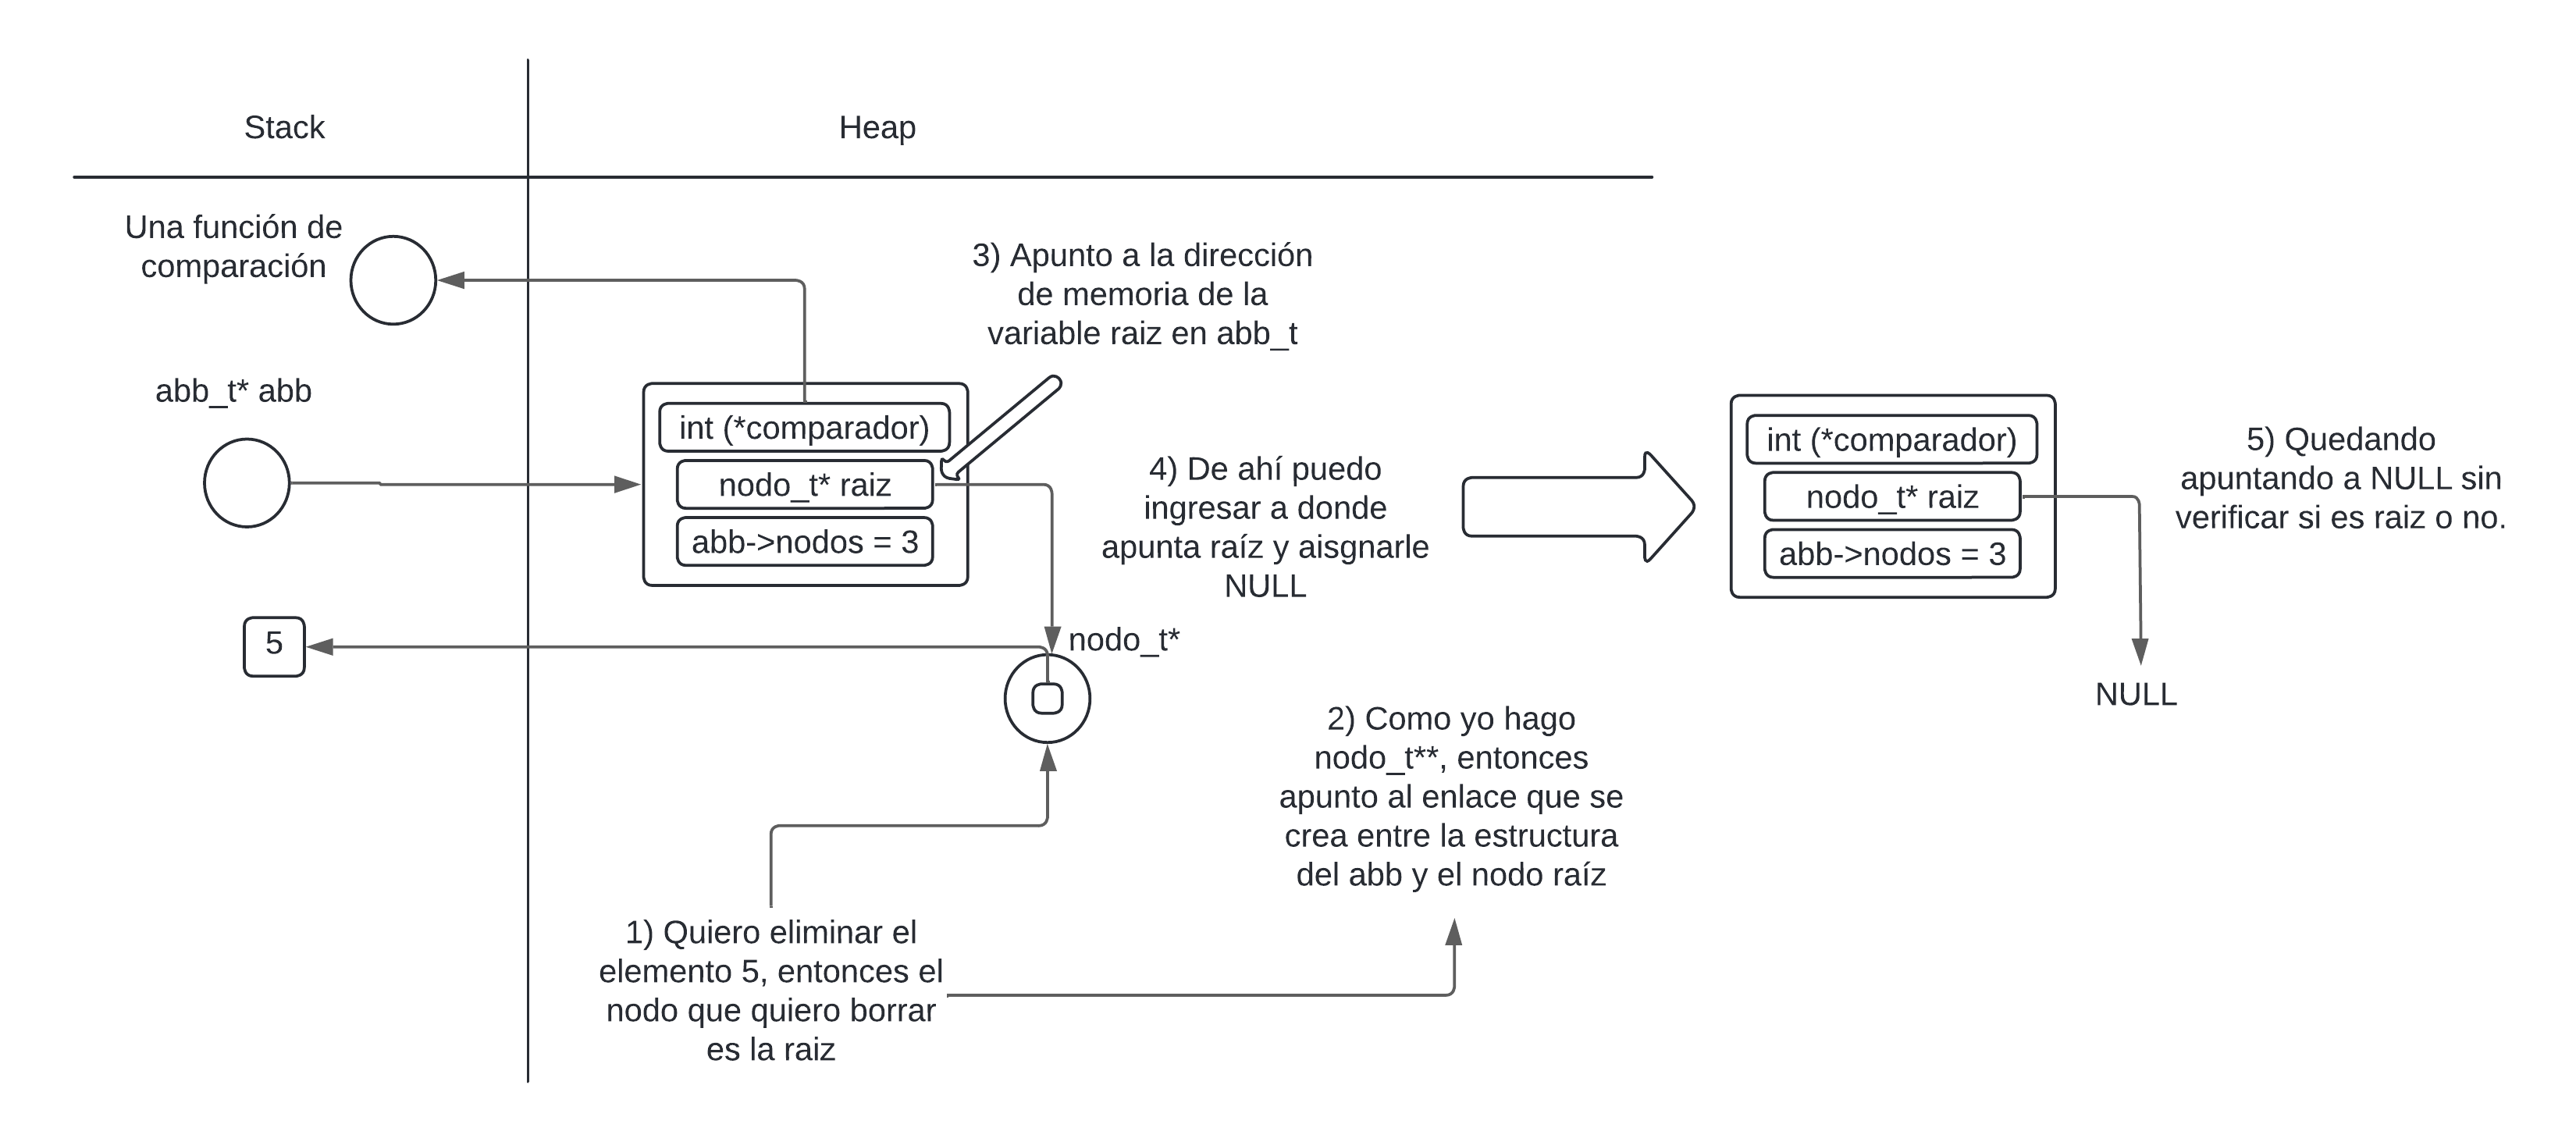 Stack
Heap
Una función de
comparación
3) Apunto a la dirección
de memoria de la
variable raiz en abb_t
abb_t* abb
int (*comparador)
nodo_t* raiz
abb->nodos = 3
4) De ahí puedo
ingresar a donde
apunta raíz y aisgnarle
NULL
int (*comparador)
nodo_t* raiz
abb->nodos = 3
5) Quedando
apuntando a NULL sin
verificar si es raiz o no.
5
nodo_t*
NULL
2) Como yo hago
nodo_t**, entonces
apunto al enlace que se
crea entre la estructura
del abb y el nodo raíz
1) Quiero eliminar el
elemento 5, entonces el
nodo que quiero borrar
es la raiz